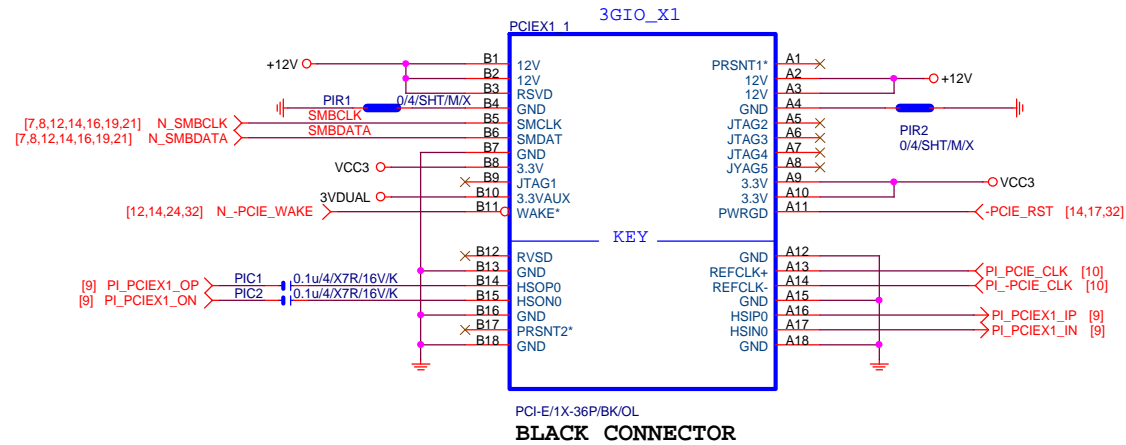 3GIO_X1
PCIEX1_1
+12V B1 12V PRSNT1* A1
B2 12V 12V A2 +12V
B3 RSVD 12V A3
PIR1 0/4/SHT/M/X B4 GND GND A4
[7,8,12,14,16,19,21] N_SMBCLK SMBCLK B5 SMCLK JTAG2 A5
[7,8,12,14,16,19,21] N_SMBDATA SMBDATA B6 SMDAT JTAG3 A6
PIR2
0/4/SHT/M/X
B7 GND JTAG4 A7
VCC3 B8 3.3V JYAG5 A8
B9 JTAG1 3.3V A9 VCC3
3VDUAL B10 3.3VAUX 3.3V A10
[12,14,24,32] N_-PCIE_WAKE B11 WAKE* PWRGD A11 -PCIE_RST [14,17,32]
KEY
B12 RVSD GND A12
B13 GND REFCLK+ A13 PI_PCIE_CLK [10]
[9] PI_PCIEX1_OP PIC1 0.1u/4/X7R/16V/K B14 HSOP0 REFCLK- A14 PI_-PCIE_CLK [10]
[9] PI_PCIEX1_ON PIC2 0.1u/4/X7R/16V/K B15 HSON0 GND A15
B16 GND HSIP0 A16 PI_PCIEX1_IP [9]
B17 PRSNT2* HSIN0 A17 PI_PCIEX1_IN [9]
B18 GND GND A18
PCI-E/1X-36P/BK/OL
BLACK CONNECTOR